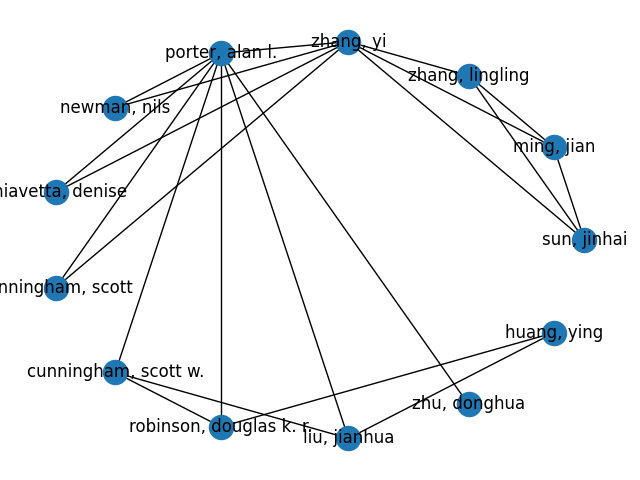 zhang, yi
porter, alan l.
zhang, lingling
newman, nils
ming, jian
hiavetta, denise
sun, jinhai
nningham, scott
huang, ying
cunningham, scott w.
zhu, donghua
robinson, douglas k. r.
liu, jianhua